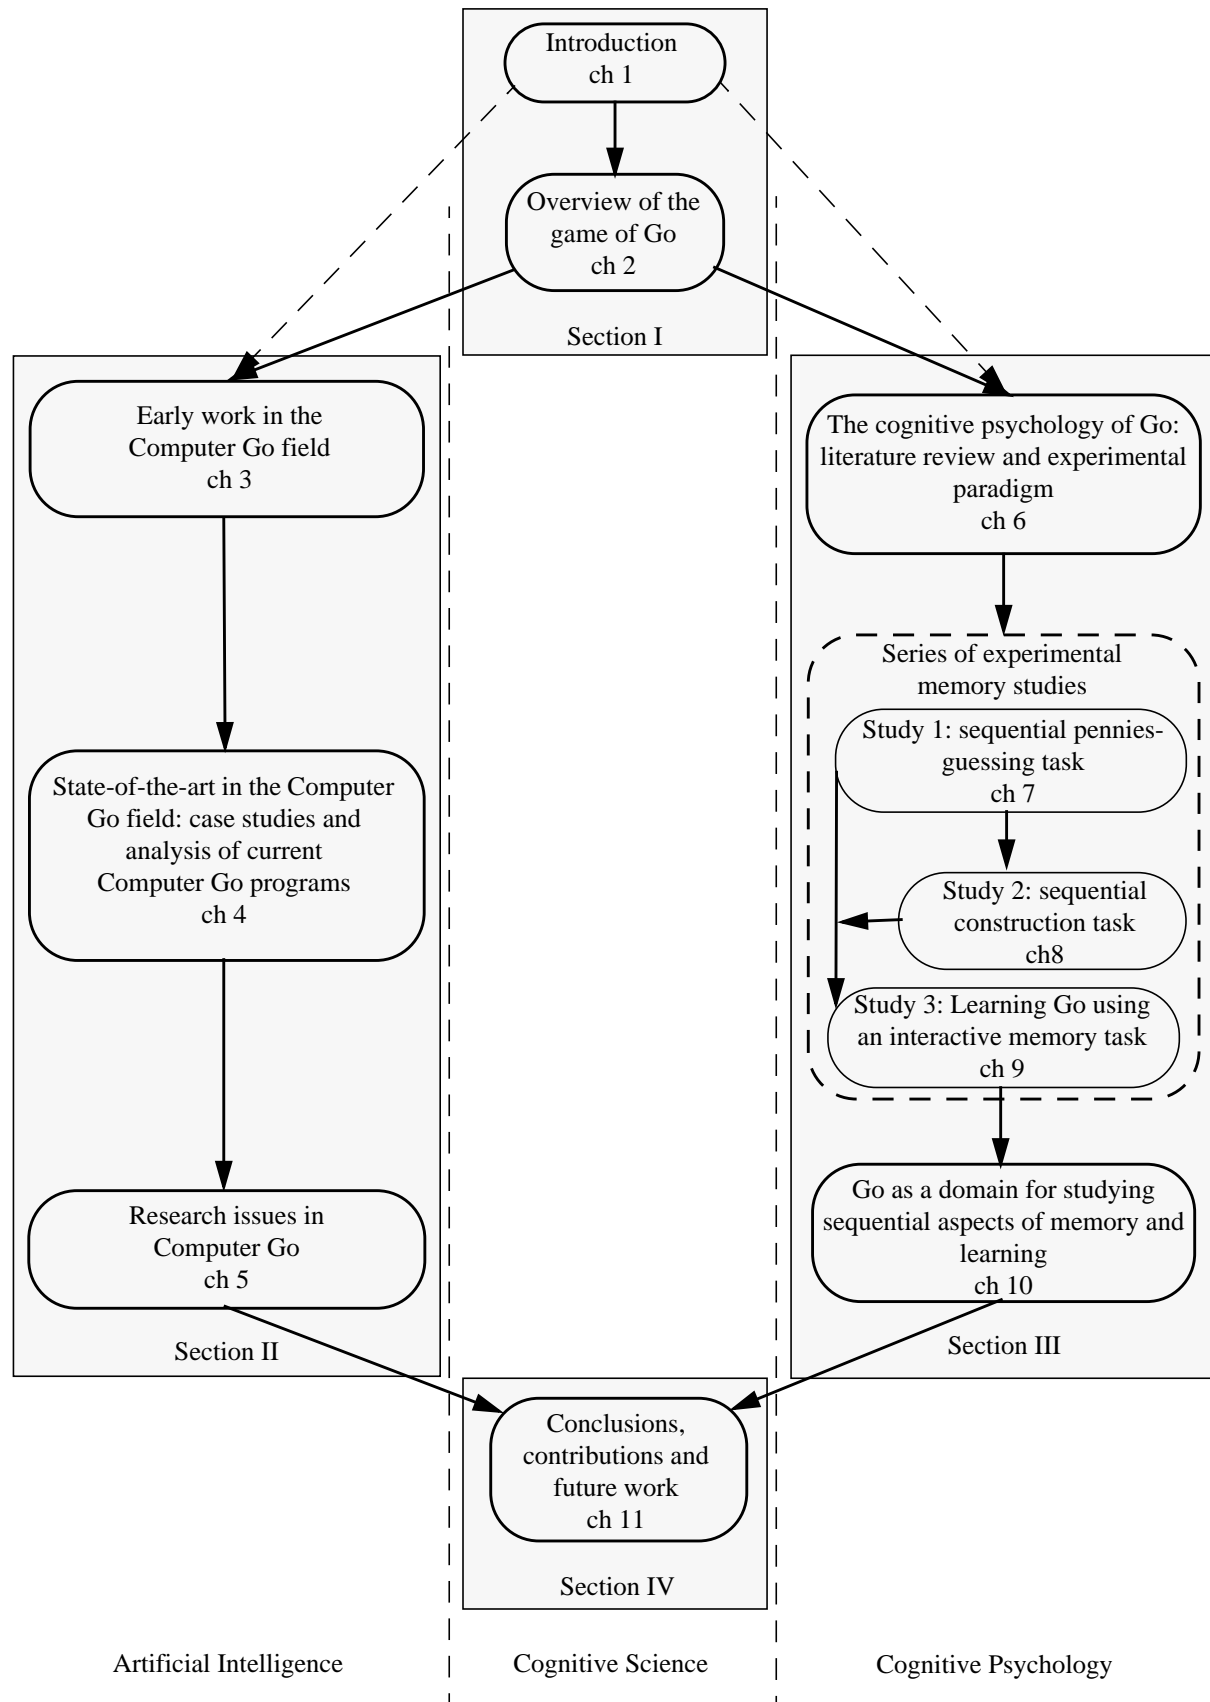 Introduction
ch 1
Overview of the
game of Go
ch 2
Section I
Early work in the
Computer Go field
ch 3
State-of-the-art in the Computer
Go field: case studies and
analysis of current
Computer Go programs
ch 4
Research issues in
Computer Go
ch 5
Section II
The cognitive psychology of Go:
literature review and experimental
paradigm
ch 6
Series of experimental
memory studies
Study 1: sequential pennies-
guessing task
ch 7
Study 2: sequential
construction task
ch8
Study 3: Learning Go using
an interactive memory task
ch 9
Go as a domain for studying
sequential aspects of memory and
learning
ch 10
Section III
Conclusions,
contributions and
future work
ch 11
Section IV
Artificial Intelligence
Cognitive Science
Cognitive Psychology